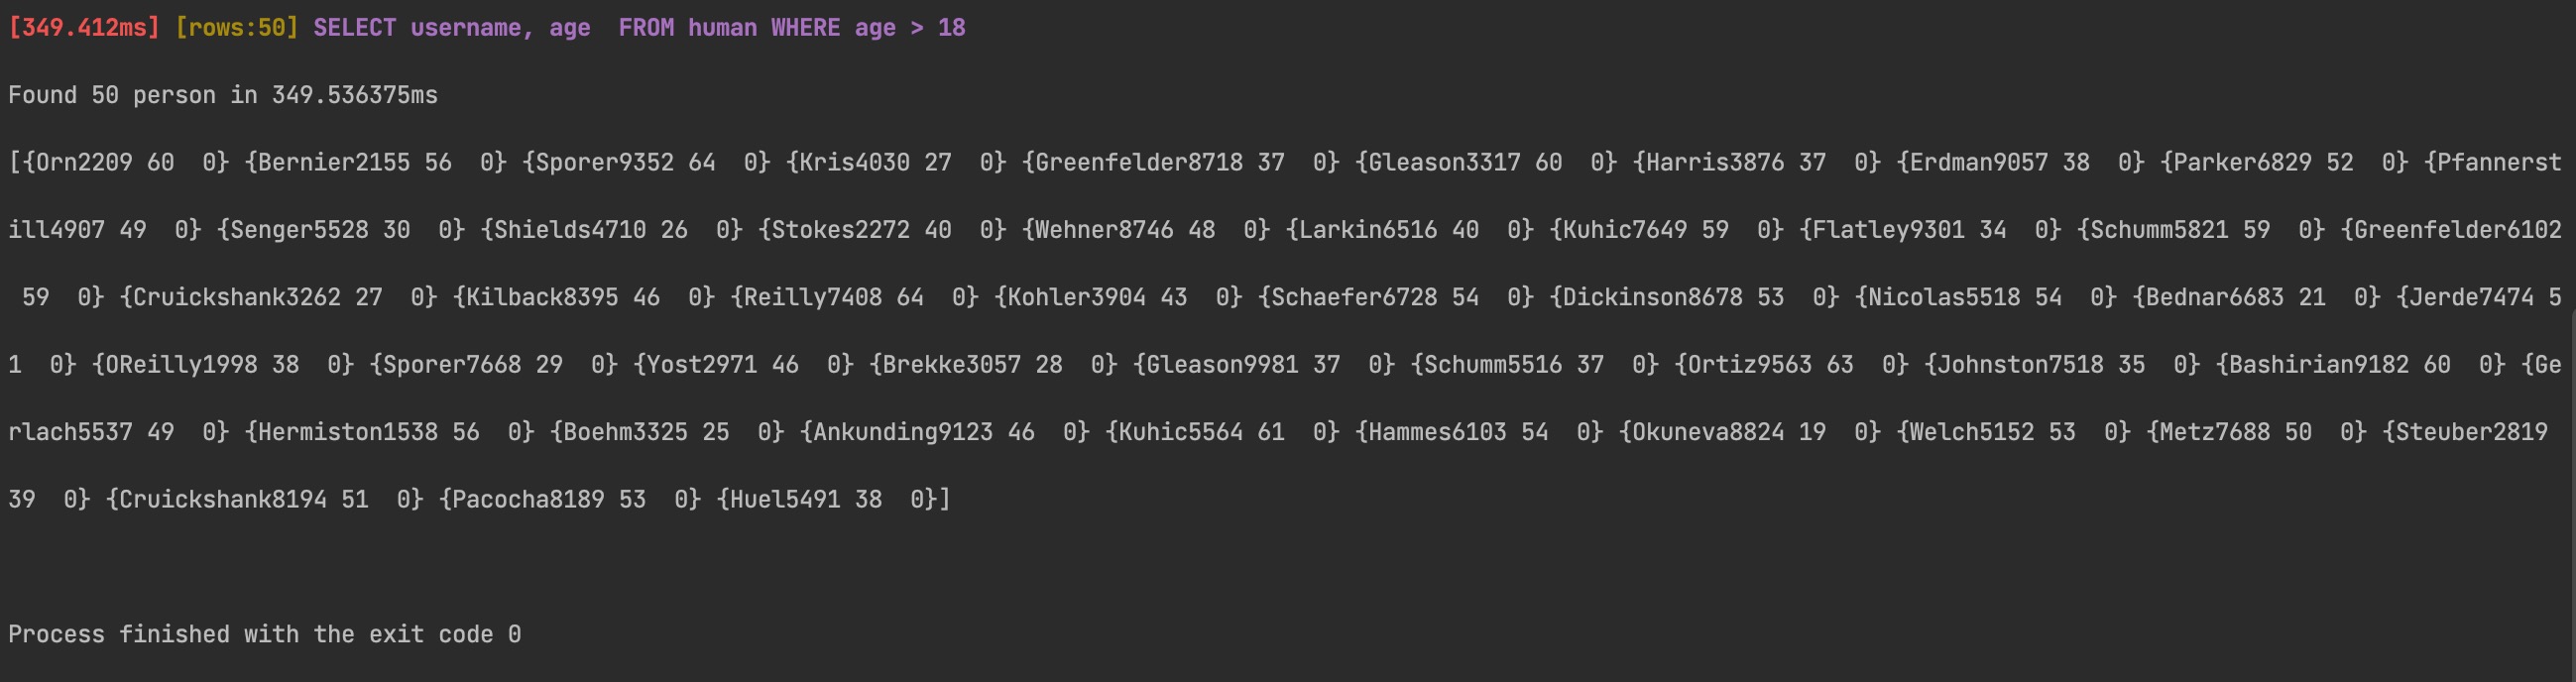 [349.412ms] [rows:50] SELECT username, age  FROM human WHERE age > 18
Found 50 person in 349.536375ms
[{Orn2209 60  0} {Bernier2155 56  0} {Sporer9352 64  0} {Kris4030 27  0} {Greenfelder8718 37  0} {Gleason3317 60  0} {Harris3876 37  0} {Erdman9057 38  0} {Parker6829 52  0} {Pfannerst
ill4907 49  0} {Senger5528 30  0} {Shields4710 26  0} {Stokes2272 40  0} {Wehner8746 48  0} {Larkin6516 40  0} {Kuhic7649 59  0} {Flatley9301 34  0} {Schumm5821 59  0} {Greenfelder6102
 59  0} {Cruickshank3262 27  0} {Kilback8395 46  0} {Reilly7408 64  0} {Kohler3904 43  0} {Schaefer6728 54  0} {Dickinson8678 53  0} {Nicolas5518 54  0} {Bednar6683 21  0} {Jerde7474 5
1  0} {OReilly1998 38  0} {Sporer7668 29  0} {Yost2971 46  0} {Brekke3057 28  0} {Gleason9981 37  0} {Schumm5516 37  0} {Ortiz9563 63  0} {Johnston7518 35  0} {Bashirian9182 60  0} {Ge
rlach5537 49  0} {Hermiston1538 56  0} {Boehm3325 25  0} {Ankunding9123 46  0} {Kuhic5564 61  0} {Hammes6103 54  0} {Okuneva8824 19  0} {Welch5152 53  0} {Metz7688 50  0} {Steuber2819
39  0} {Cruickshank8194 51  0} {Pacocha8189 53  0} {Huel5491 38  0}]
Process finished with the exit code 0